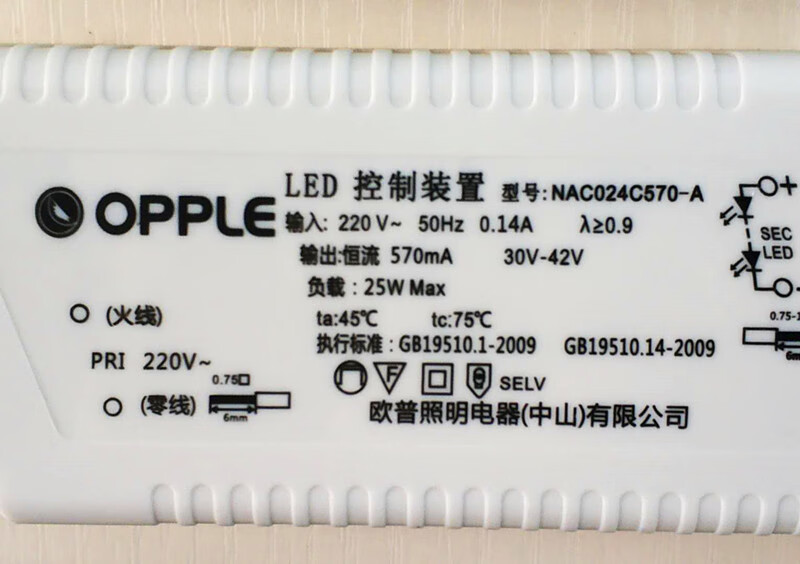 OPPLE
LED 控制装置 型号:NAC024C570-A
输入: 220 V~ 50Hz 0.14A λ≥0.9
输出:恒流 570mA 30V-42V
负载：25W Max
ta:45℃ tc:75℃
执行标准：GB19510.1-2009 GB19510.14-2009
F SELV
欧普照明电器(中山)有限公司
(火线)
PRI 220V~
(零线)
0.75□
6mm
+
SEC
LED
-